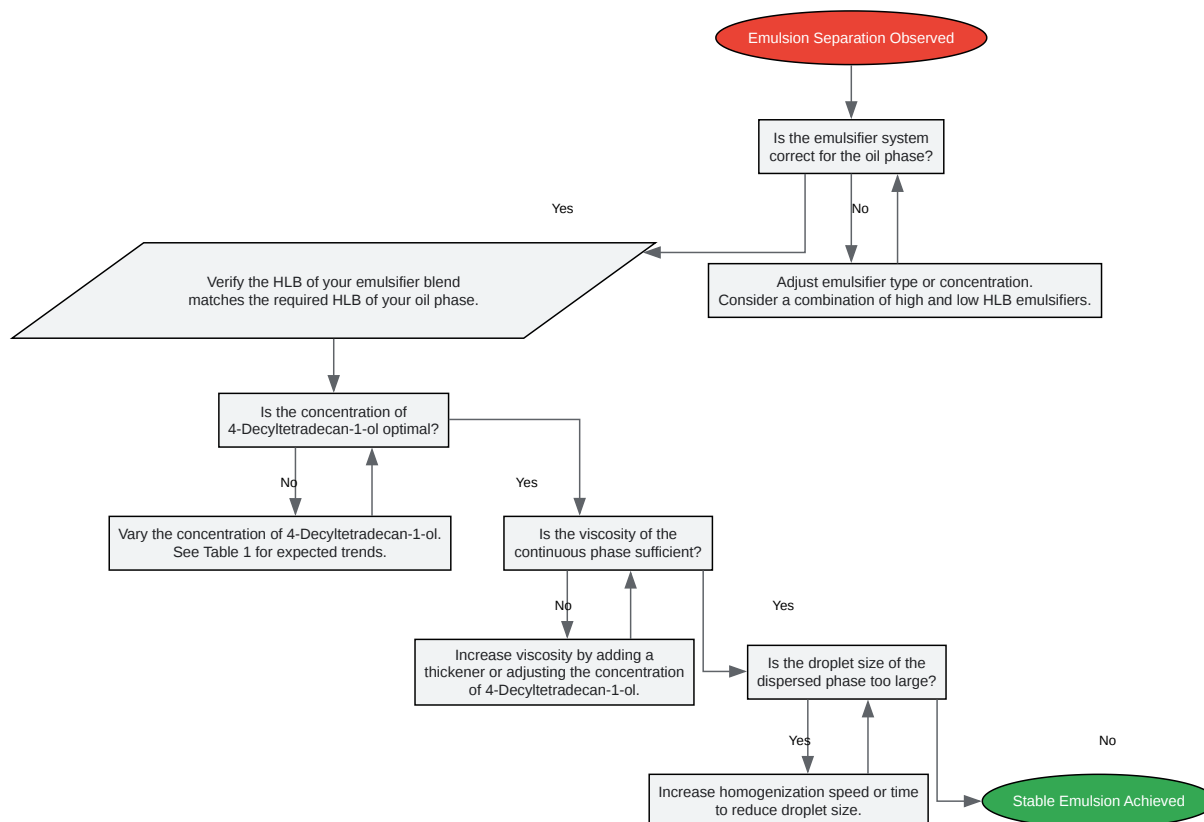 Emulsion Separation Observed
Is the emulsifier system
correct for the oil phase?
Yes
No
Verify the HLB of your emulsifier blend
matches the required HLB of your oil phase.
Adjust emulsifier type or concentration.
Consider a combination of high and low HLB emulsifiers.
Is the concentration of
4-Decyltetradecan-1-ol optimal?
No
Yes
Vary the concentration of 4-Decyltetradecan-1-ol.
See Table 1 for expected trends.
Is the viscosity of the
continuous phase sufficient?
No
Yes
Increase viscosity by adding a
thickener or adjusting the concentration
of 4-Decyltetradecan-1-ol.
Is the droplet size of the
dispersed phase too large?
Yes
No
Increase homogenization speed or time
to reduce droplet size.
Stable Emulsion Achieved